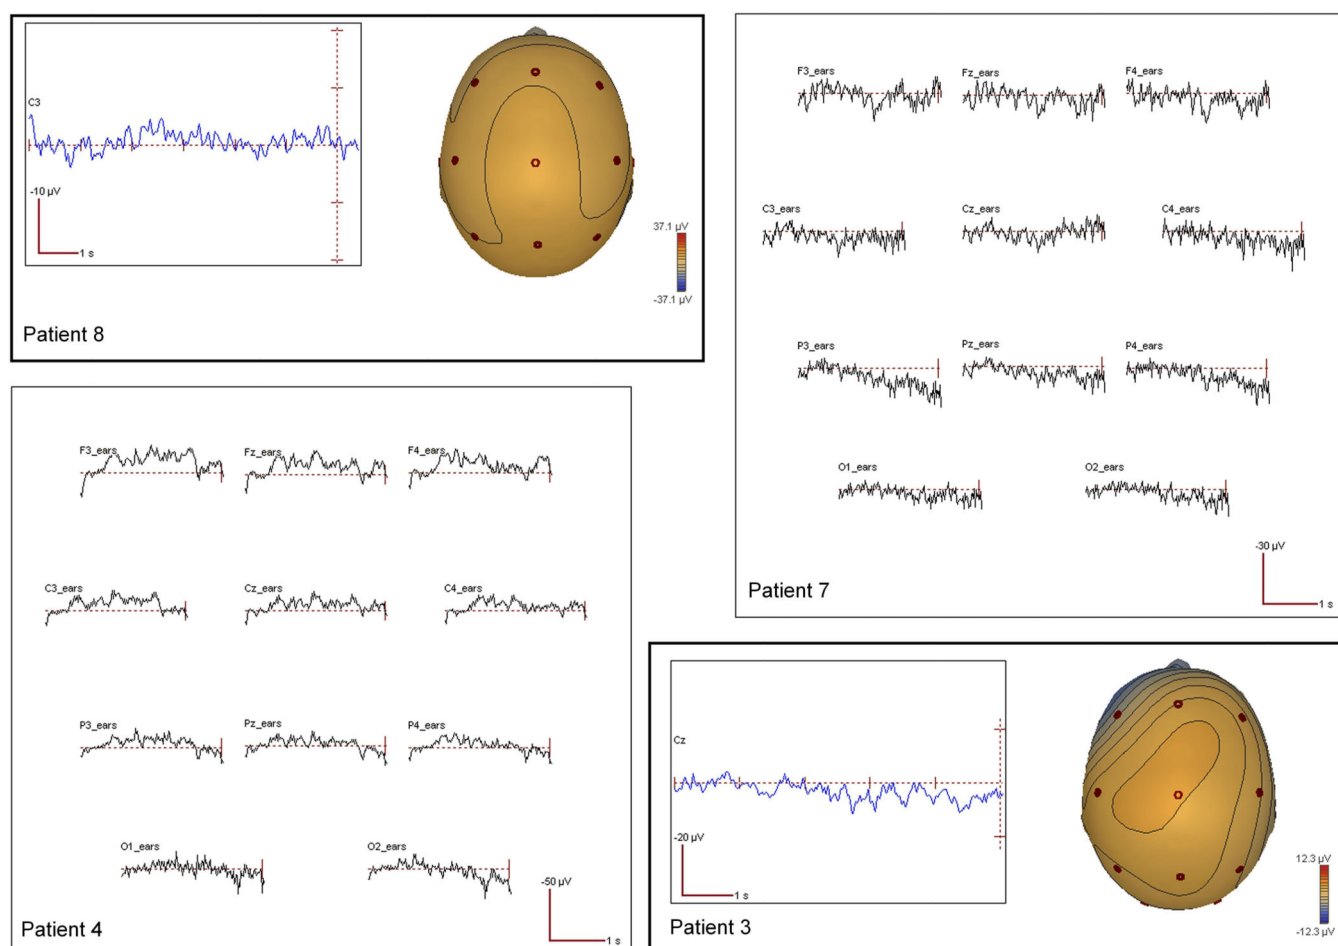 C3
-10 µV
1 s
37.1 µV
-37.1 µV
Patient 8
F3_ears
Fz_ears
F4_ears
C3_ears
Cz_ears
C4_ears
P3_ears
Pz_ears
P4_ears
O1_ears
O2_ears
-30 µV
1 s
Patient 7
F3_ears
Fz_ears
F4_ears
C3_ears
Cz_ears
C4_ears
P3_ears
Pz_ears
P4_ears
O1_ears
O2_ears
-50 µV
1 s
Patient 4
Cz
-20 µV
1 s
12.3 µV
-12.3 µV
Patient 3